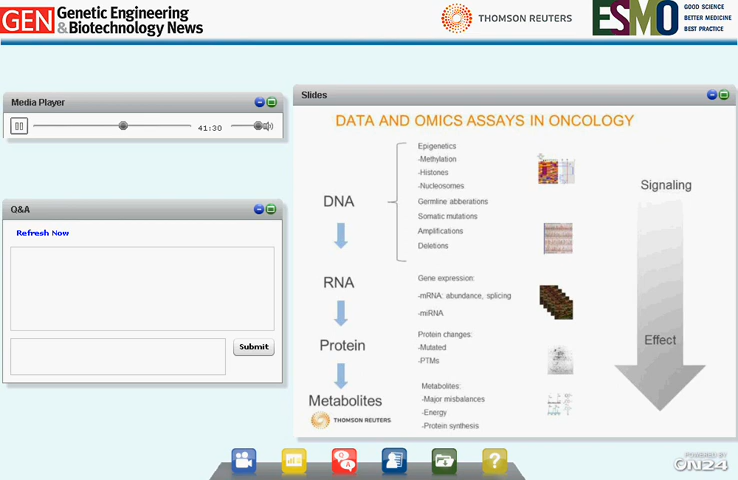 GEN Genetic Engineering
&Biotechnology News
THOMSON REUTERS
ESMO
GOOD SCIENCE
BETTER MEDICINE
BEST PRACTICE
Media Player
41:30
Q&A
Refresh Now
Submit
Slides
DATA AND OMICS ASSAYS IN ONCOLOGY
DNA
Epigenetics
-Methylation
-Histones
-Nucleosomes
Germline abberations
Somatic mutations
Amplifications
Deletions
RNA
Gene expression:
-mRNA: abundance, splicing
-miRNA
Protein
Protein changes:
-Mutated
-PTMs
Metabolites
Metabolites:
-Major misbalances
-Energy
-Protein synthesis
THOMSON REUTERS
Signaling
Effect
Q
A
?
POWERED BY
ON24